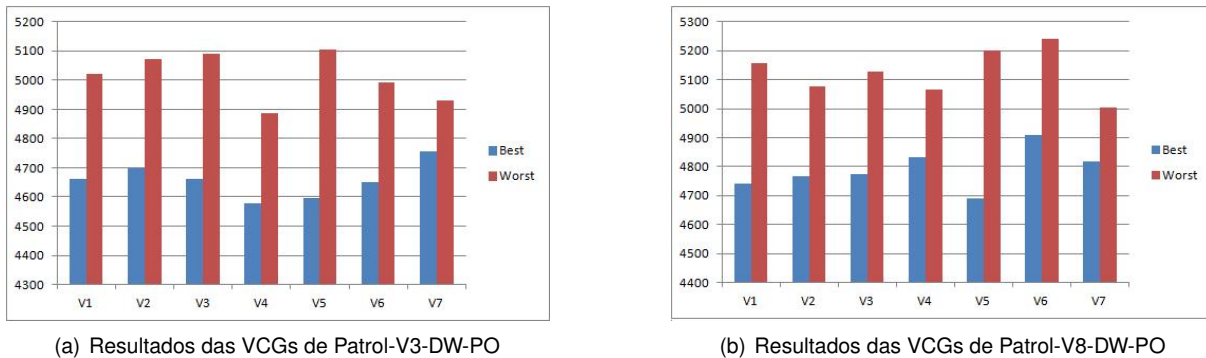 5200
5100
5000
4900
4800
4700
4600
4500
4400
4300
V1 V2 V3 V4 V5 V6 V7
Best
Worst
(a) Resultados das VCGs de Patrol-V3-DW-PO
5300
5200
5100
5000
4900
4800
4700
4600
4500
4400
V1 V2 V3 V4 V5 V6 V7
Best
Worst
(b) Resultados das VCGs de Patrol-V8-DW-PO